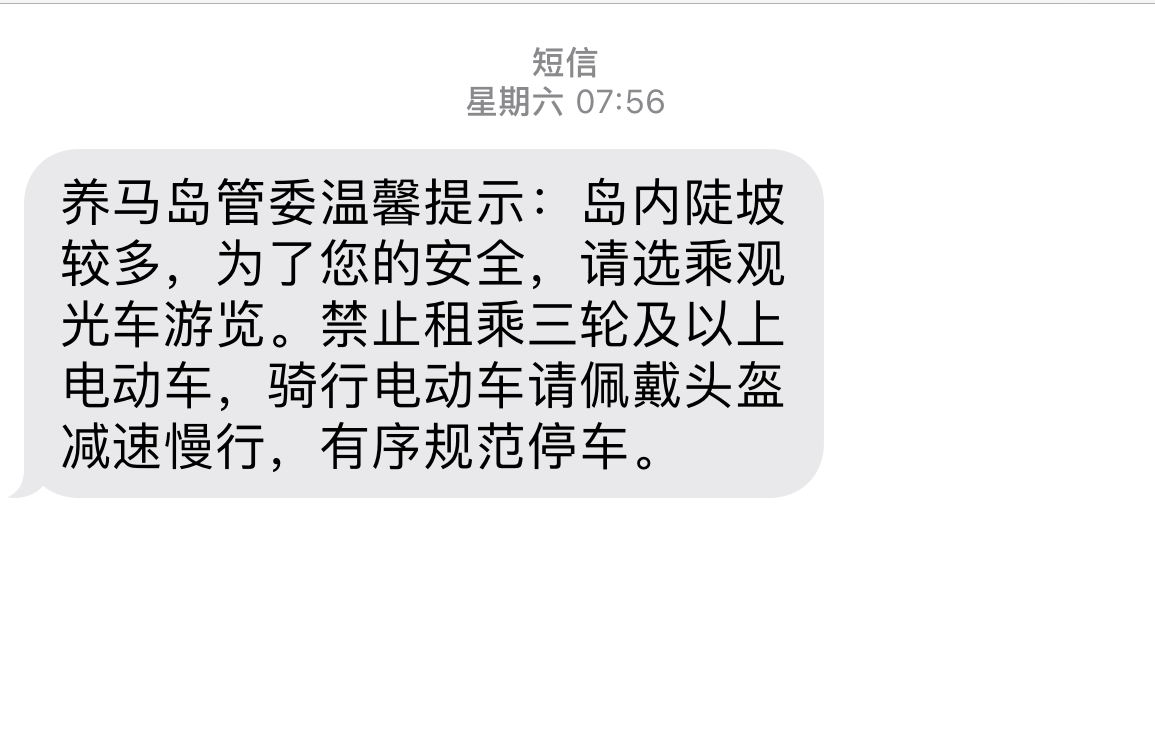 短信
星期六 07:56
养马岛管委温馨提示：岛内陡坡
较多，为了您的安全，请选乘观
光车游览。禁止租乘三轮及以上
电动车，骑行电动车请佩戴头盔
减速慢行，有序规范停车。